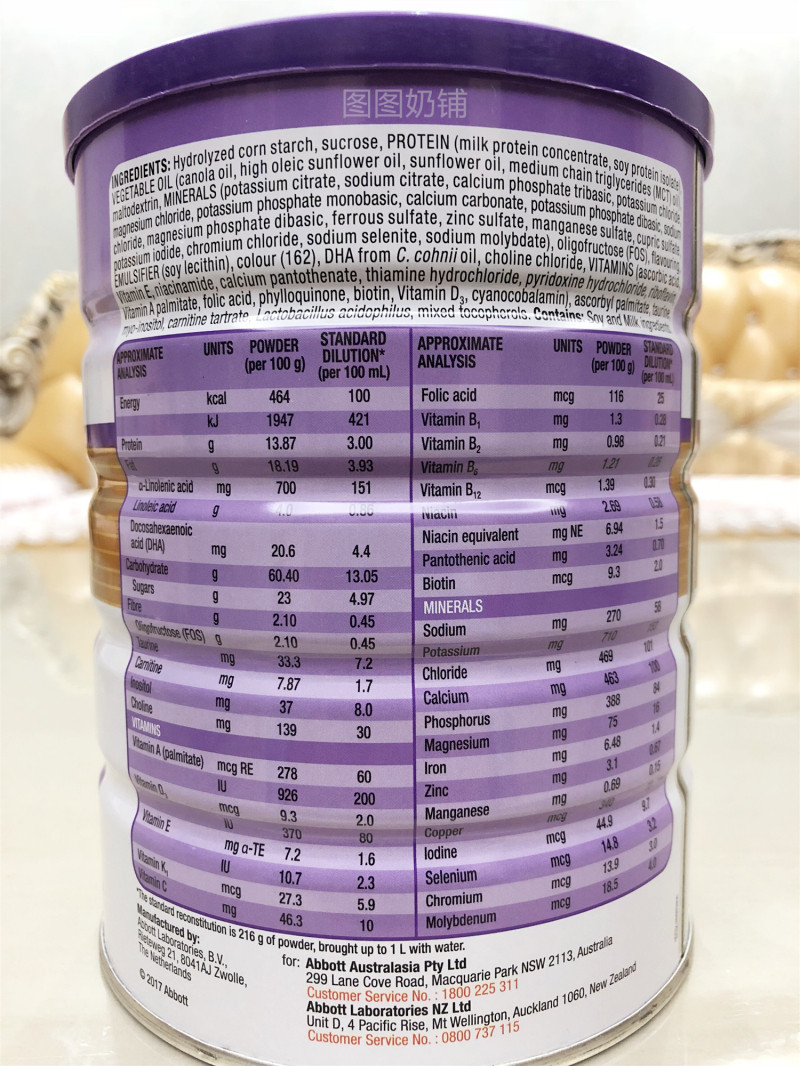 图图奶铺
INGREDIENTS: Hydrolyzed corn starch, sucrose, PROTEIN (milk protein concentrate, soy protein isolate)
VEGETABLE OIL (canola oil, high oleic sunflower oil, sunflower oil, medium chain triglycerides (MCT) oil)
maltodextrin, MINERALS (potassium citrate, sodium citrate, calcium phosphate tribasic, potassium chloride
magnesium chloride, potassium phosphate monobasic, calcium carbonate, potassium phosphate dibasic, sodium
chloride, magnesium phosphate dibasic, ferrous sulfate, zinc sulfate, manganese sulfate, cupric sulfate
potassium iodide, chromium chloride, sodium selenite, sodium molybdate), oligofructose (FOS), flavouring
EMULSIFIER (soy lecithin), colour (162), DHA from C. cohnii oil, choline chloride, VITAMINS (ascorbic acid
Vitamin E, niacinamide, calcium pantothenate, thiamine hydrochloride, pyridoxine hydrochloride, riboflavin
Vitamin A palmitate, folic acid, phylloquinone, biotin, Vitamin D3, cyanocobalamin), ascorbyl palmitate, taurine
myo-inositol, carnitine tartrate, Lactobacillus acidophilus, mixed tocopherols. Contains: Soy and Milk ingredients
APPROXIMATE ANALYSIS UNITS POWDER (per 100 g) STANDARD DILUTION* (per 100 mL)
Energy kcal 464 100
kJ 1947 421
Protein g 13.87 3.00
Fat g 18.19 3.93
α-Linolenic acid mg 700 151
Linoleic acid g
Docosahexaenoic
acid (DHA) mg 20.6 4.4
Carbohydrate g 60.40 13.05
Sugars g 23 4.97
Fibre g 2.10 0.45
Oligofructose (FOS) g 2.10 0.45
Taurine mg 33.3 7.2
Carnitine mg 7.87 1.7
Inositol mg 37 8.0
Choline mg 139 30
VITAMINS
Vitamin A (palmitate) mcg RE 278 60
IU 926 200
Vitamin D3 mcg 9.3 2.0
IU 370 80
Vitamin E mg α-TE 7.2 1.6
IU 10.7 2.3
Vitamin K1 mcg 27.3 5.9
Vitamin C mg 46.3 10
APPROXIMATE ANALYSIS UNITS POWDER (per 100 g) STANDARD DILUTION* (per 100 mL)
Folic acid mcg 116 25
Vitamin B1 mg 1.3 0.28
Vitamin B2 mg 0.98 0.21
Vitamin B6 mg 1.21 0.26
Vitamin B12 mcg 1.39 0.30
Niacin mg 2.69 0.58
Niacin equivalent mg NE 6.94 1.5
Pantothenic acid mg 3.24 0.70
Biotin mcg 9.3 2.0
MINERALS
Sodium mg 270 58
Potassium mg 710
Chloride mg 469 101
Calcium mg 463 100
Phosphorus mg 388 84
Magnesium mg 75 16
Iron mg 6.48 1.4
Zinc mg 3.1 0.67
Manganese mg 0.69 0.15
Copper mcg 340
Iodine mcg 44.9 9.7
Selenium mcg 14.8 3.2
Chromium mcg 13.9 3.0
Molybdenum mcg 18.5 4.0
*The standard reconstitution is 216 g of powder, brought up to 1 L with water.
Manufactured by:
Abbott Laboratories, B.V.,
Rieteweg 21, 8041AJ Zwolle,
The Netherlands
© 2017 Abbott
for: Abbott Australasia Pty Ltd
299 Lane Cove Road, Macquarie Park NSW 2113, Australia
Customer Service No. : 1800 225 311
Abbott Laboratories NZ Ltd
Unit D, 4 Pacific Rise, Mt Wellington, Auckland 1060, New Zealand
Customer Service No. : 0800 737 115